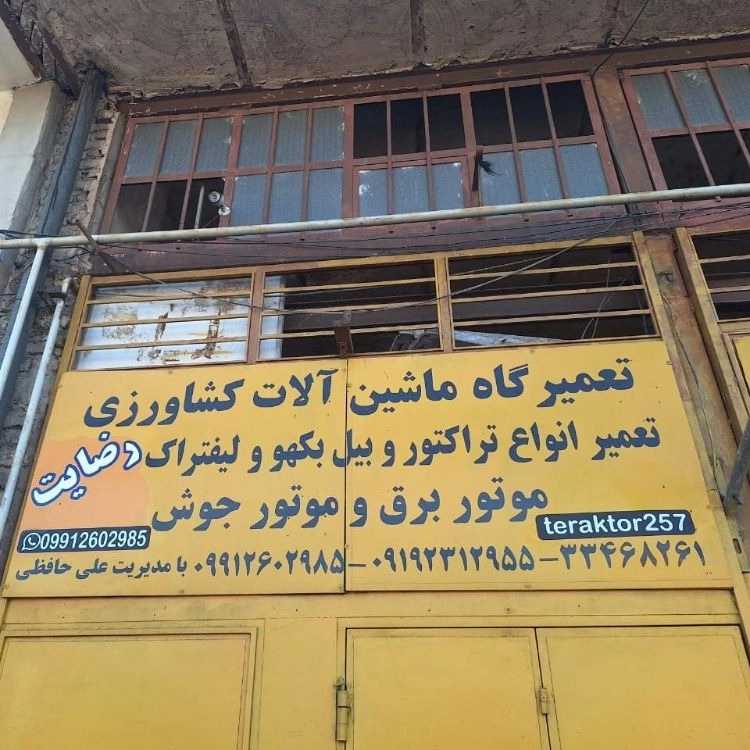 تعمیر گاه ماشین آلات کشاورزی
تعمیر انواع تراکتور و بیل بکهو و لیفتراک
رضایت
موتور برق و موتور جوش
09912602985
teraktor257
۳۳۴۶۸۲۶۱ - ۰۹۱۹۲۳۱۲۹۵۵ - ۰۹۹۱۲۶۰۲۹۸۵ با مدیریت علی حافظی